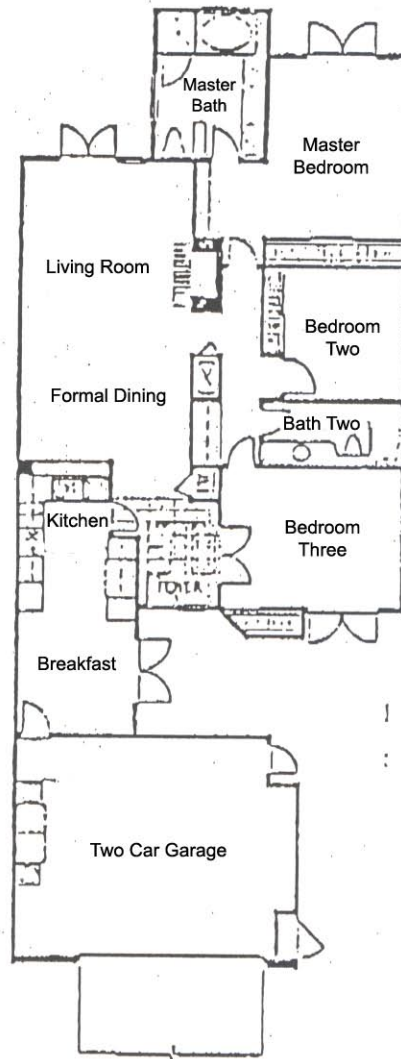 Master
Bath
Master
Bedroom
Living Room
Bedroom
Two
Formal Dining
Bath Two
Kitchen
Bedroom
Three
FOYER
Breakfast
Two Car Garage